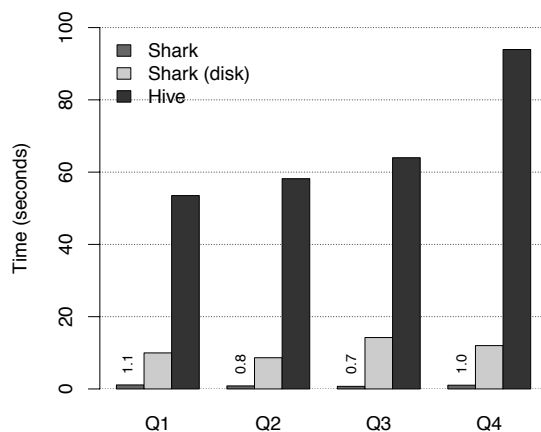 Shark
Shark (disk)
Hive
Time (seconds)
100
80
60
40
20
0
1.1
0.8
0.7
1.0
Q1
Q2
Q3
Q4